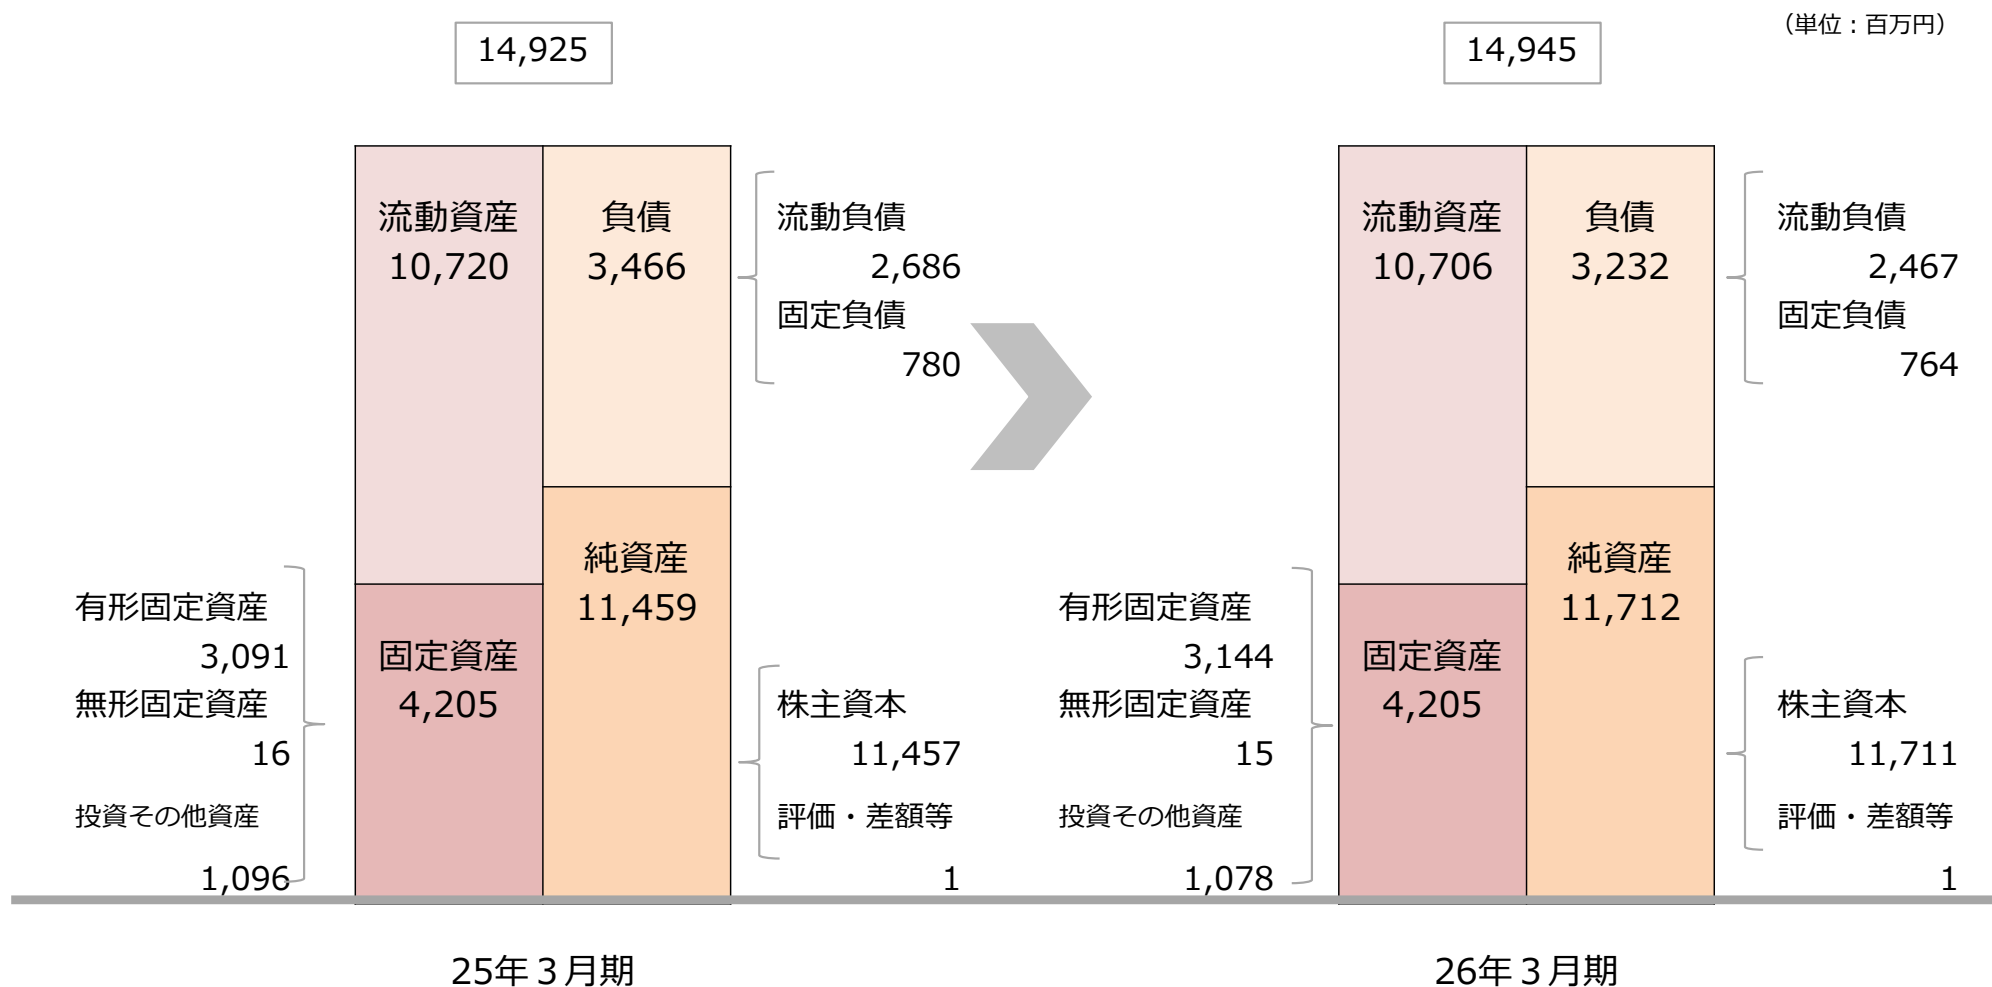 (単位：百万円)
14,925
流動資産
10,720
負債
3,466
流動負債
2,686
固定負債
780
有形固定資産
3,091
無形固定資産
16
投資その他資産
1,096
固定資産
4,205
純資産
11,459
株主資本
11,457
評価・差額等
1
25年３月期
14,945
流動資産
10,706
負債
3,232
流動負債
2,467
固定負債
764
有形固定資産
3,144
無形固定資産
15
投資その他資産
1,078
固定資産
4,205
純資産
11,712
株主資本
11,711
評価・差額等
1
26年３月期